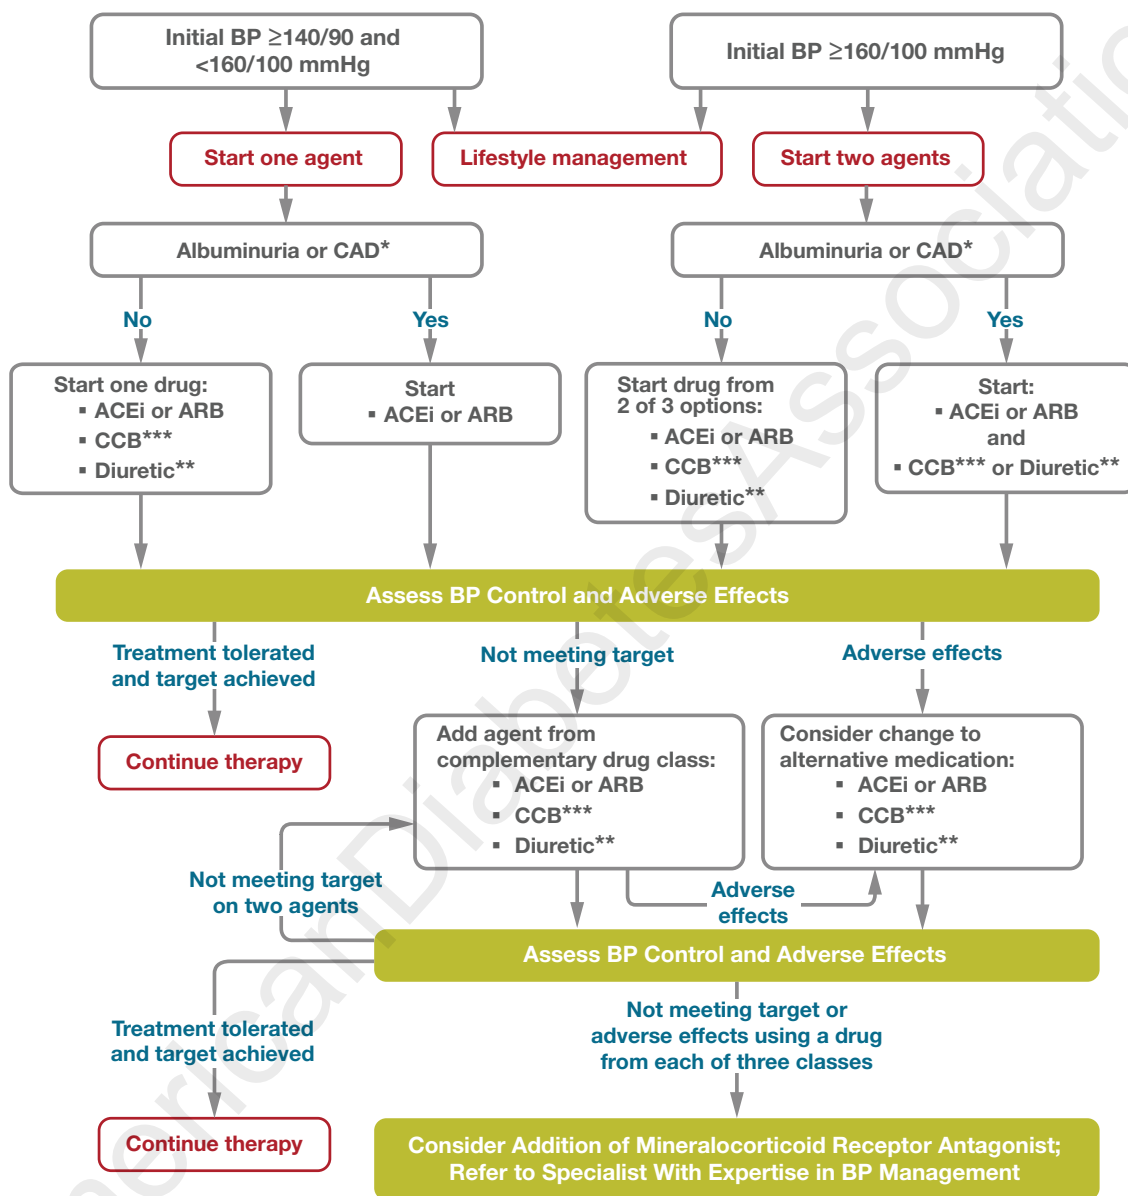 Initial BP ≥140/90 and
<160/100 mmHg
Initial BP ≥160/100 mmHg
Start one agent
Lifestyle management
Start two agents
Albuminuria or CAD*
Albuminuria or CAD*
No
Yes
No
Yes
Start one drug:
▪ ACEi or ARB
▪ CCB***
▪ Diuretic**
Start
▪ ACEi or ARB
Start drug from
2 of 3 options:
▪ ACEi or ARB
▪ CCB***
▪ Diuretic**
Start:
▪ ACEi or ARB
and
▪ CCB*** or Diuretic**
Assess BP Control and Adverse Effects
Treatment tolerated
and target achieved
Not meeting target
Adverse effects
Continue therapy
Add agent from
complementary drug class:
▪ ACEi or ARB
▪ CCB***
▪ Diuretic**
Consider change to
alternative medication:
▪ ACEi or ARB
▪ CCB***
▪ Diuretic**
Not meeting target
on two agents
Adverse
effects
Assess BP Control and Adverse Effects
Treatment tolerated
and target achieved
Not meeting target or
adverse effects using a drug
from each of three classes
Continue therapy
Consider Addition of Mineralocorticoid Receptor Antagonist;
Refer to Specialist With Expertise in BP Management
ericanDiabetesAssociatio